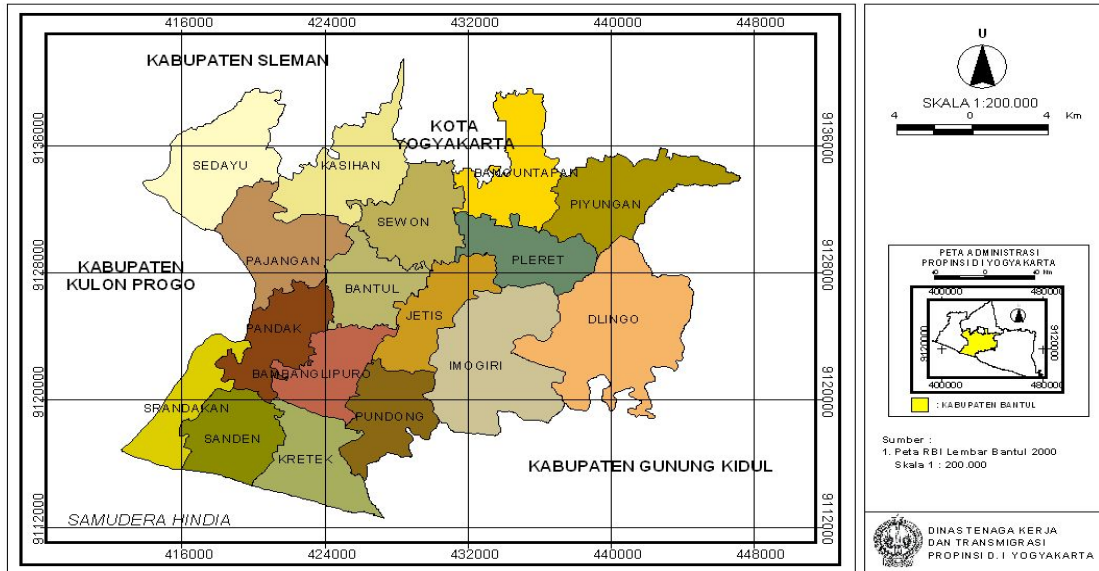 416000 424000 432000 440000 448000
KABUPATEN SLEMAN
KOTA
YOGYAKARTA
9136000 9136000
SEDAYU
KASIHAN
BANGUNTAPAN
PIYUNGAN
SEWON
PLERET
PAJANGAN
KABUPATEN
KULON PROGO
9128000 9128000
BANTUL
JETIS
DLINGO
PANDAK
IMOGIRI
BAMBANGLIPURO
9120000 9120000
SRANDAKAN
PUNDONG
SANDEN
KRETEK
KABUPATEN GUNUNG KIDUL
SAMUDERA HINDIA
9112000 9112000
416000 424000 432000 440000 448000
U
SKALA 1:200.000
4 0 4 Km
PETA ADMINISTRASI
PROPINSI D I YOGYAKARTA
400000 480000
9120000 9120000
400000 480000
: KABUPATEN BANTUL
Sumber :
1. Peta RBI Lembar Bantul 2000
Skala 1 : 200.000
DINAS TENAGA KERJA
DAN TRANSMIGRASI
PROPINSI D. I YOGYAKARTA